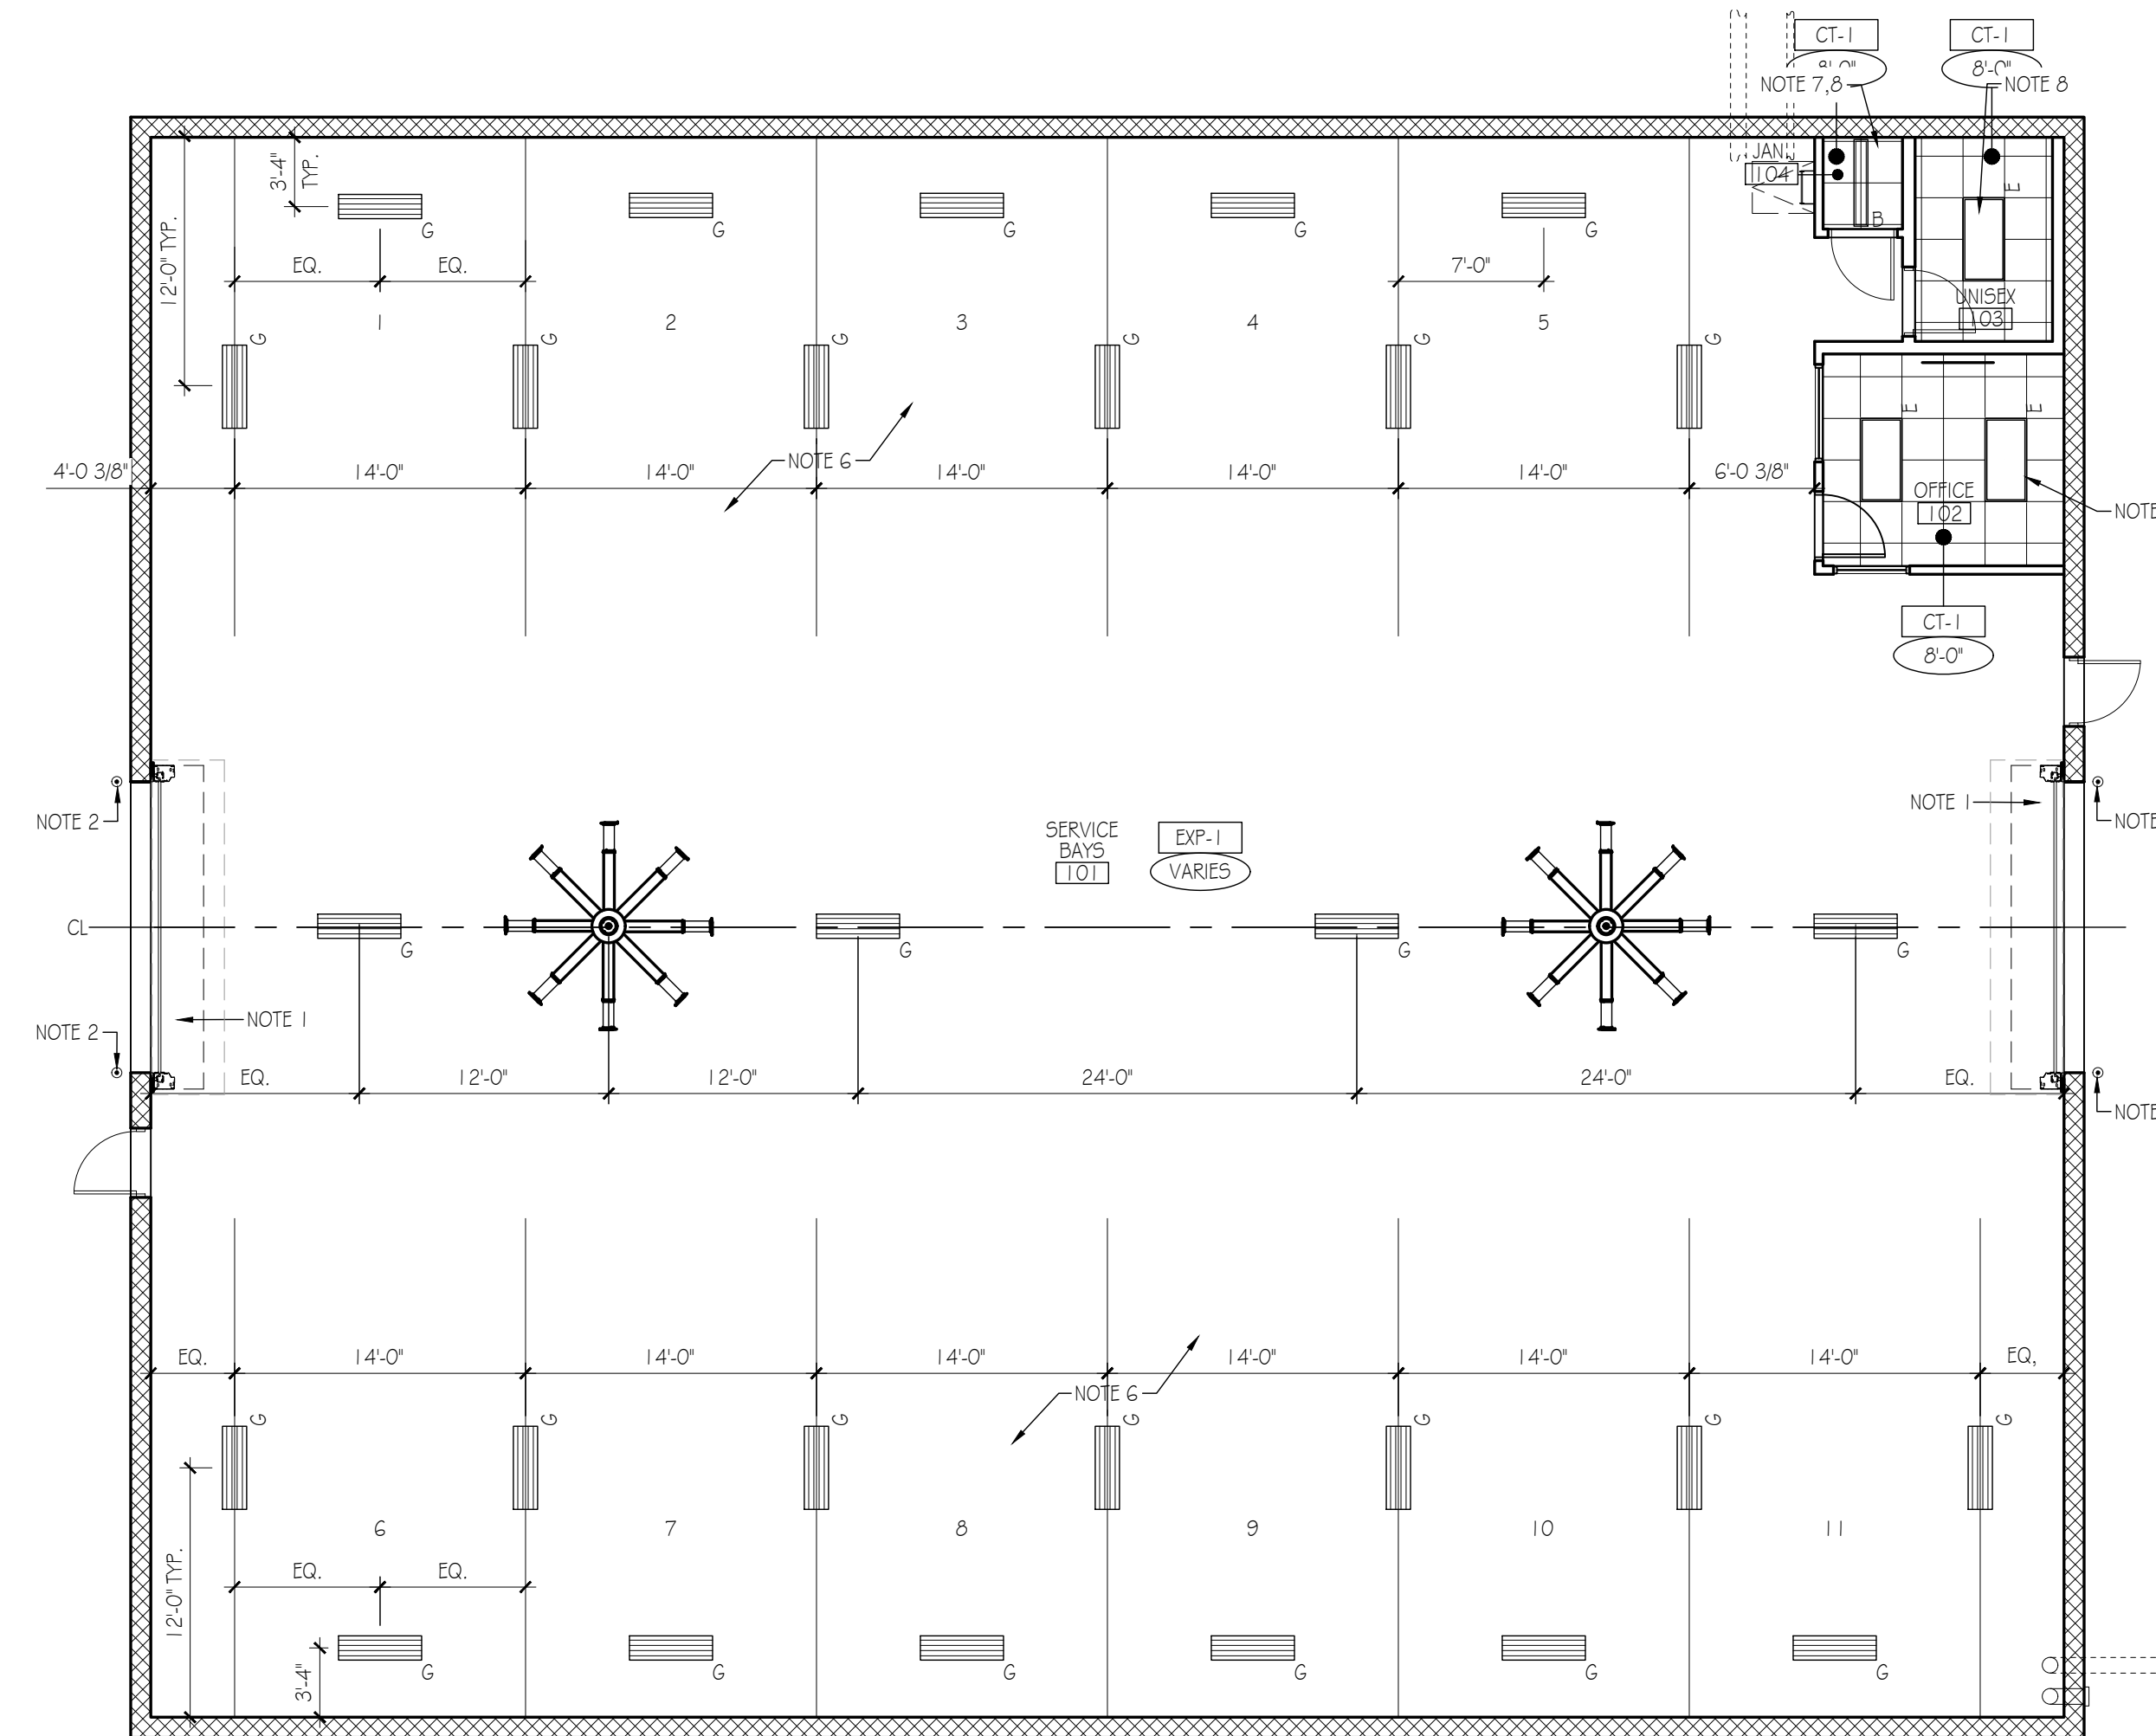 CT-1
CT-1
8'-0"
8'-0"
NOTE 7,8
NOTE 8
JAN.
104
3'-4"
TYP.
12'-0" TYP.
G
G
G
G
G
B
E
EQ.
EQ.
7'-0"
UNISEX
103
1
2
3
4
5
G
G
G
G
G
G
E
E
4'-0 3/8"
14'-0"
14'-0"
14'-0"
14'-0"
14'-0"
6'-0 3/8"
NOTE 6
OFFICE
102
NOTE
CT-1
8'-0"
NOTE 2
NOTE 1
NOTE
SERVICE
BAYS
101
EXP-1
VARIES
CL
G
G
G
G
NOTE 1
NOTE 2
EQ.
12'-0"
12'-0"
24'-0"
24'-0"
EQ.
NOTE
EQ.
14'-0"
14'-0"
14'-0"
14'-0"
14'-0"
14'-0"
EQ,
NOTE 6
G
G
G
G
G
G
G
6
7
8
9
10
11
12'-0" TYP.
EQ.
EQ.
3'-4"
G
G
G
G
G
G